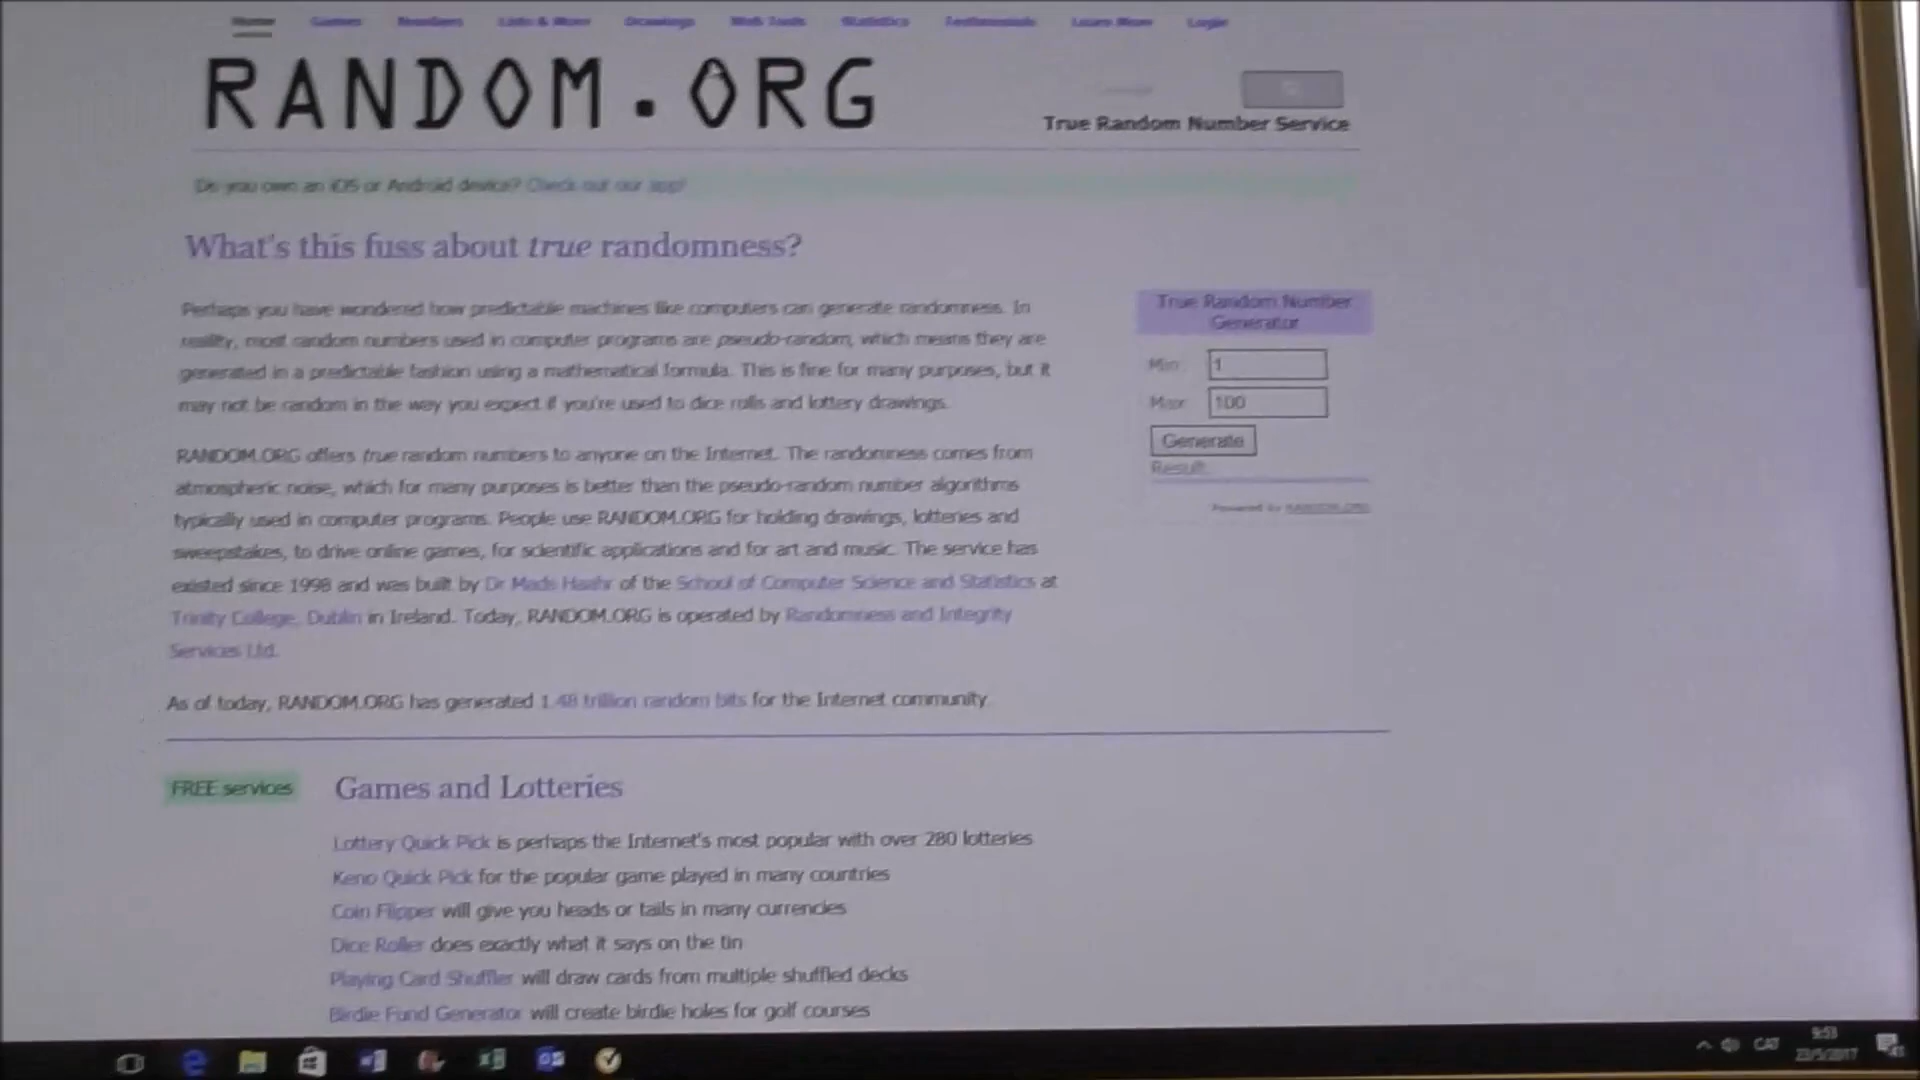 Home Games Numbers Lists & More Drawings Web Tools Statistics Testimonials Learn More Login
RANDOM.ORG
True Random Number Service
Do you own an iOS or Android device? Check out our app!
What's this fuss about true randomness?
Perhaps you have wondered how predictable machines like computers can generate randomness. In
reality, most random numbers used in computer programs are pseudo-random, which means they are
generated in a predictable fashion using a mathematical formula. This is fine for many purposes, but it
may not be random in the way you expect if you're used to dice rolls and lottery drawings.
RANDOM.ORG offers true random numbers to anyone on the Internet. The randomness comes from
atmospheric noise, which for many purposes is better than the pseudo-random number algorithms
typically used in computer programs. People use RANDOM.ORG for holding drawings, lotteries and
sweepstakes, to drive online games, for scientific applications and for art and music. The service has
existed since 1998 and was built by Dr Mads Haahr of the School of Computer Science and Statistics at
Trinity College, Dublin in Ireland. Today, RANDOM.ORG is operated by Randomness and Integrity
Services Ltd.
As of today, RANDOM.ORG has generated 1.48 trillion random bits for the Internet community.
True Random Number
Generator
Min: 1
Max: 100
Generate
Result:
Powered by RANDOM.ORG
FREE services
Games and Lotteries
Lottery Quick Pick is perhaps the Internet's most popular with over 280 lotteries
Keno Quick Pick for the popular game played in many countries
Coin Flipper will give you heads or tails in many currencies
Dice Roller does exactly what it says on the tin
Playing Card Shuffler will draw cards from multiple shuffled decks
Birdie Fund Generator will create birdie holes for golf courses
CAT
9:53
23/5/2017